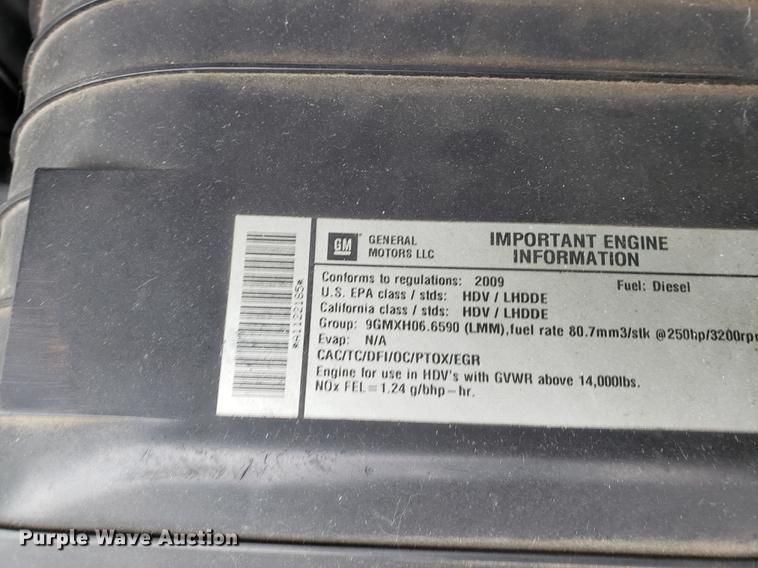 GM GENERAL MOTORS LLC
IMPORTANT ENGINE INFORMATION
Conforms to regulations: 2009 Fuel: Diesel
U.S. EPA class / stds: HDV / LHDDE
California class / stds: HDV / LHDDE
Group: 9GMXH06.6590 (LMM),fuel rate 80.7mm3/stk @250hp/3200rpm
Evap: N/A
CAC/TC/DFI/OC/PTOX/EGR
Engine for use in HDV's with GVWR above 14,000lbs.
NOx FEL=1.24 g/bhp-hr.
*A1122185*
Purple Wave Auction